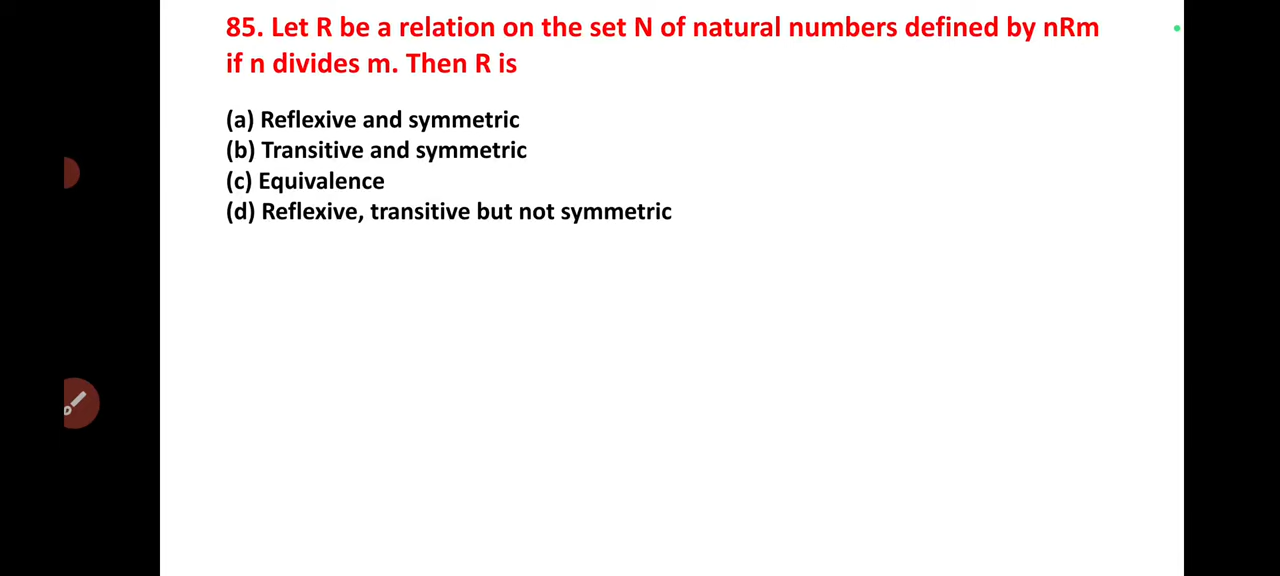 85. Let R be a relation on the set N of natural numbers defined by nRm
if n divides m. Then R is
(a) Reflexive and symmetric
(b) Transitive and symmetric
(c) Equivalence
(d) Reflexive, transitive but not symmetric